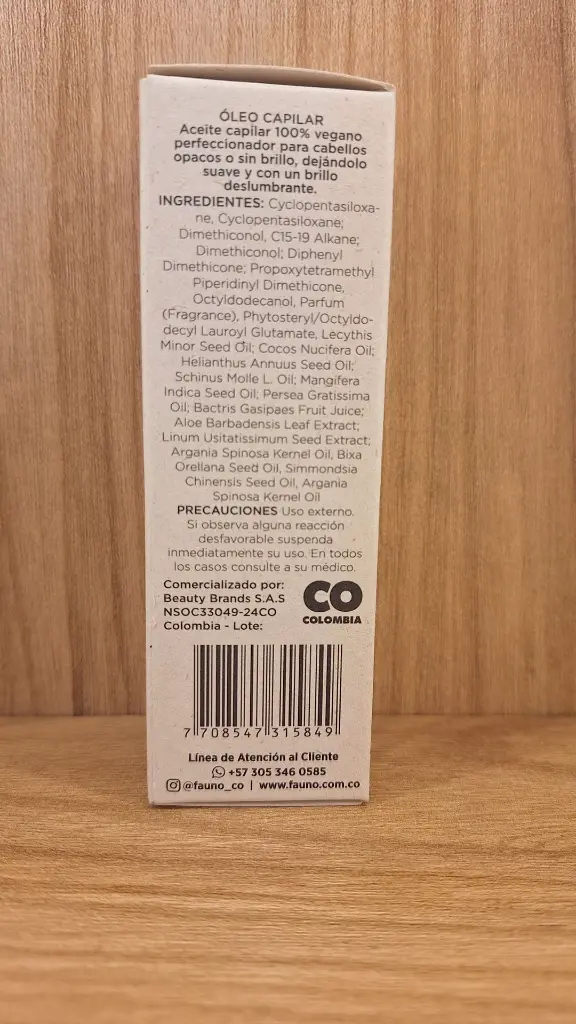 ÓLEO CAPILAR
Aceite capilar 100% vegano
perfeccionador para cabellos
opacos o sin brillo, dejándolo
suave y con un brillo
deslumbrante.
INGREDIENTES: Cyclopentasiloxa-
ne, Cyclopentasiloxane;
Dimethiconol, C15-19 Alkane;
Dimethiconol; Diphenyl
Dimethicone; Propoxytetramethyl
Piperidinyl Dimethicone,
Octyldodecanol, Parfum
(Fragrance), Phytosteryl/Octyldo-
decyl Lauroyl Glutamate, Lecythis
Minor Seed Oil; Cocos Nucifera Oil;
Helianthus Annuus Seed Oil;
Schinus Molle L. Oil; Mangifera
Indica Seed Oil; Persea Gratissima
Oil; Bactris Gasipaes Fruit Juice;
Aloe Barbadensis Leaf Extract;
Linum Usitatissimum Seed Extract;
Argania Spinosa Kernel Oil, Bixa
Orellana Seed Oil, Simmondsia
Chinensis Seed Oil, Argania
Spinosa Kernel Oil
PRECAUCIONES Uso externo.
Si observa alguna reacción
desfavorable suspenda
inmediatamente su uso. En todos
los casos consulte a su médico.
Comercializado por:
Beauty Brands S.A.S
NSOC33049-24CO
Colombia - Lote:
CO
COLOMBIA
7 708547 315849
Línea de Atención al Cliente
+57 305 346 0585
@fauno_co | www.fauno.com.co